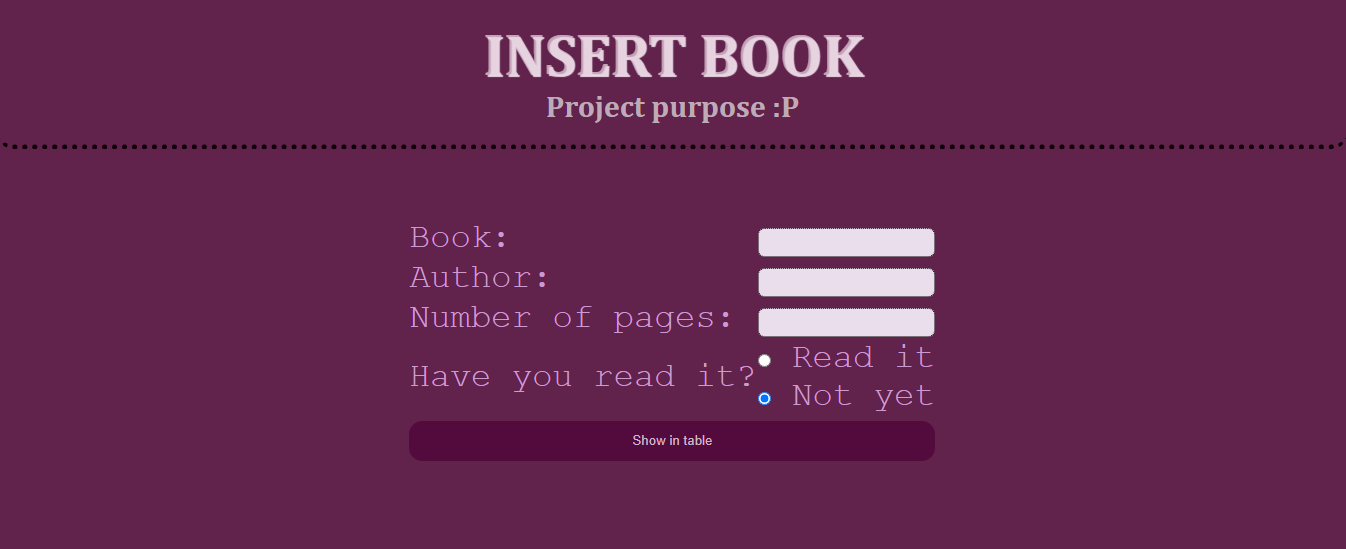 INSERT BOOK
Project purpose :P
Book:
Author:
Number of pages:
Have you read it?
Read it
Not yet
Show in table